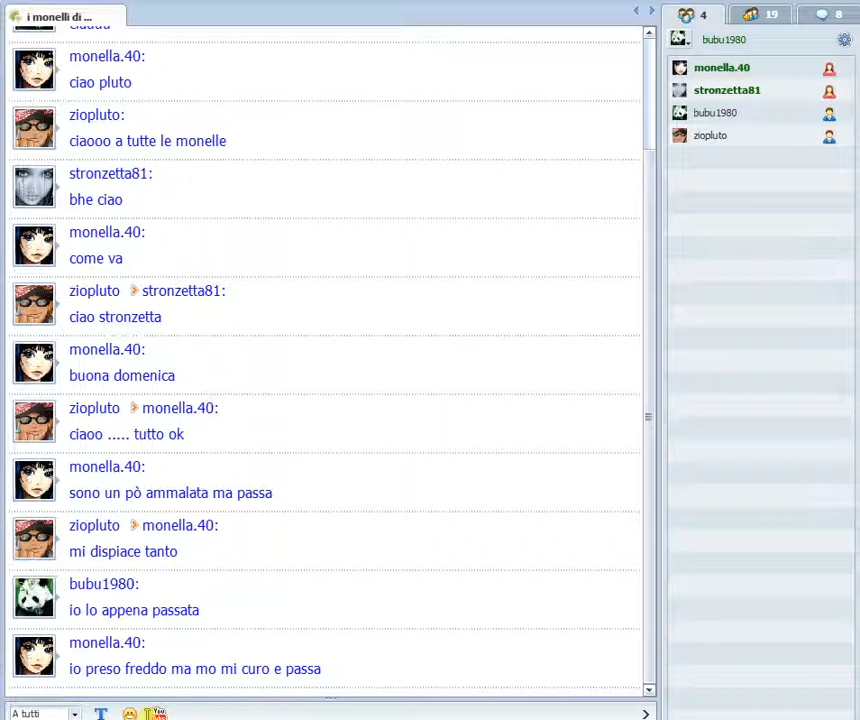 i monelli di ...
4
19
8
bubu1980
monella.40
stronzetta81
bubu1980
ziopluto
monella.40:
ciao pluto
ziopluto:
ciaooo a tutte le monelle
stronzetta81:
bhe ciao
monella.40:
come va
ziopluto stronzetta81:
ciao stronzetta
monella.40:
buona domenica
ziopluto monella.40:
ciaoo ..... tutto ok
monella.40:
sono un pò ammalata ma passa
ziopluto monella.40:
mi dispiace tanto
bubu1980:
io lo appena passata
monella.40:
io preso freddo ma mo mi curo e passa
A tutti
T
You